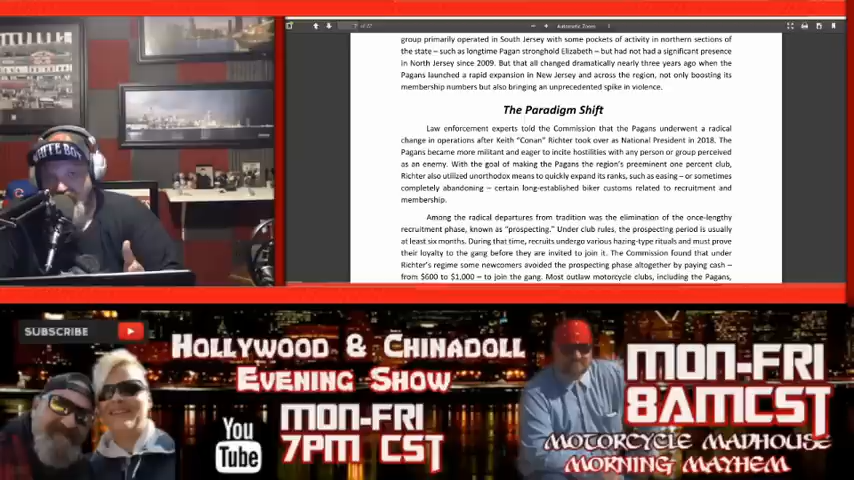 7 of 27
Automatic Zoom
group primarily operated in South Jersey with some pockets of activity in northern sections of
the state – such as longtime Pagan stronghold Elizabeth – but had not had a significant presence
in North Jersey since 2009. But that all changed dramatically nearly three years ago when the
Pagans launched a rapid expansion in New Jersey and across the region, not only boosting its
membership numbers but also bringing an unprecedented spike in violence.
The Paradigm Shift
Law enforcement experts told the Commission that the Pagans underwent a radical
change in operations after Keith “Conan” Richter took over as National President in 2018. The
Pagans became more militant and eager to incite hostilities with any person or group perceived
as an enemy. With the goal of making the Pagans the region’s preeminent one percent club,
Richter also utilized unorthodox means to quickly expand its ranks, such as easing – or sometimes
completely abandoning – certain long-established biker customs related to recruitment and
membership.
Among the radical departures from tradition was the elimination of the once-lengthy
recruitment phase, known as “prospecting.” Under club rules, the prospecting period is usually
at least six months. During that time, recruits undergo various hazing-type rituals and must prove
their loyalty to the gang before they are invited to join it. The Commission found that under
Richter’s regime some newcomers avoided the prospecting phase altogether by paying cash –
from $600 to $1,000 – to join the gang. Most outlaw motorcycle clubs, including the Pagans,
WHITE BOY
SUBSCRIBE
HOLLYWOOD & CHINADOLL
EVENING SHOW
You
Tube
MON-FRI
7PM CST
MON-FRI
8AMCST
MOTORCYCLE MADHOUSE
MORNING MAYHEM